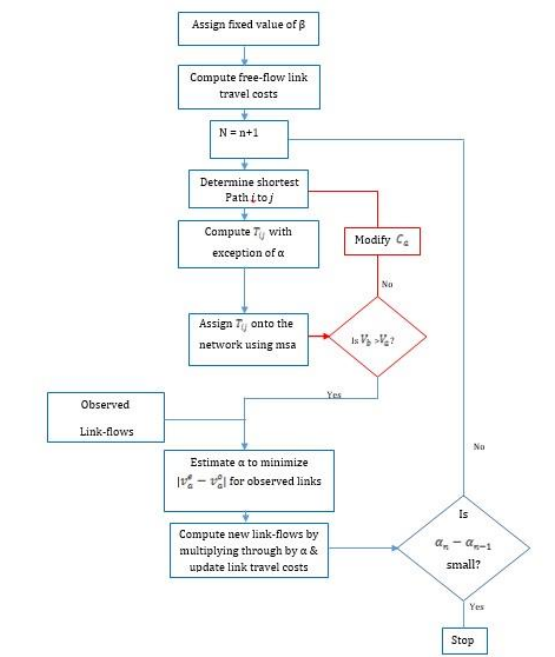 Assign fixed value of β
Compute free-flow link
travel costs
N = n+1
Determine shortest
Path i to j
Compute Tij with
exception of α
Modify Ca
No
Assign Tij onto the
network using msa
Is Vb >Va?
Yes
Observed
Link-flows
Estimate α to minimize
|vₐᵉ − vₐᵒ| for observed links
No
Compute new link-flows by
multiplying through by α &
update link travel costs
Is
αn − αn−1
small?
Yes
Stop